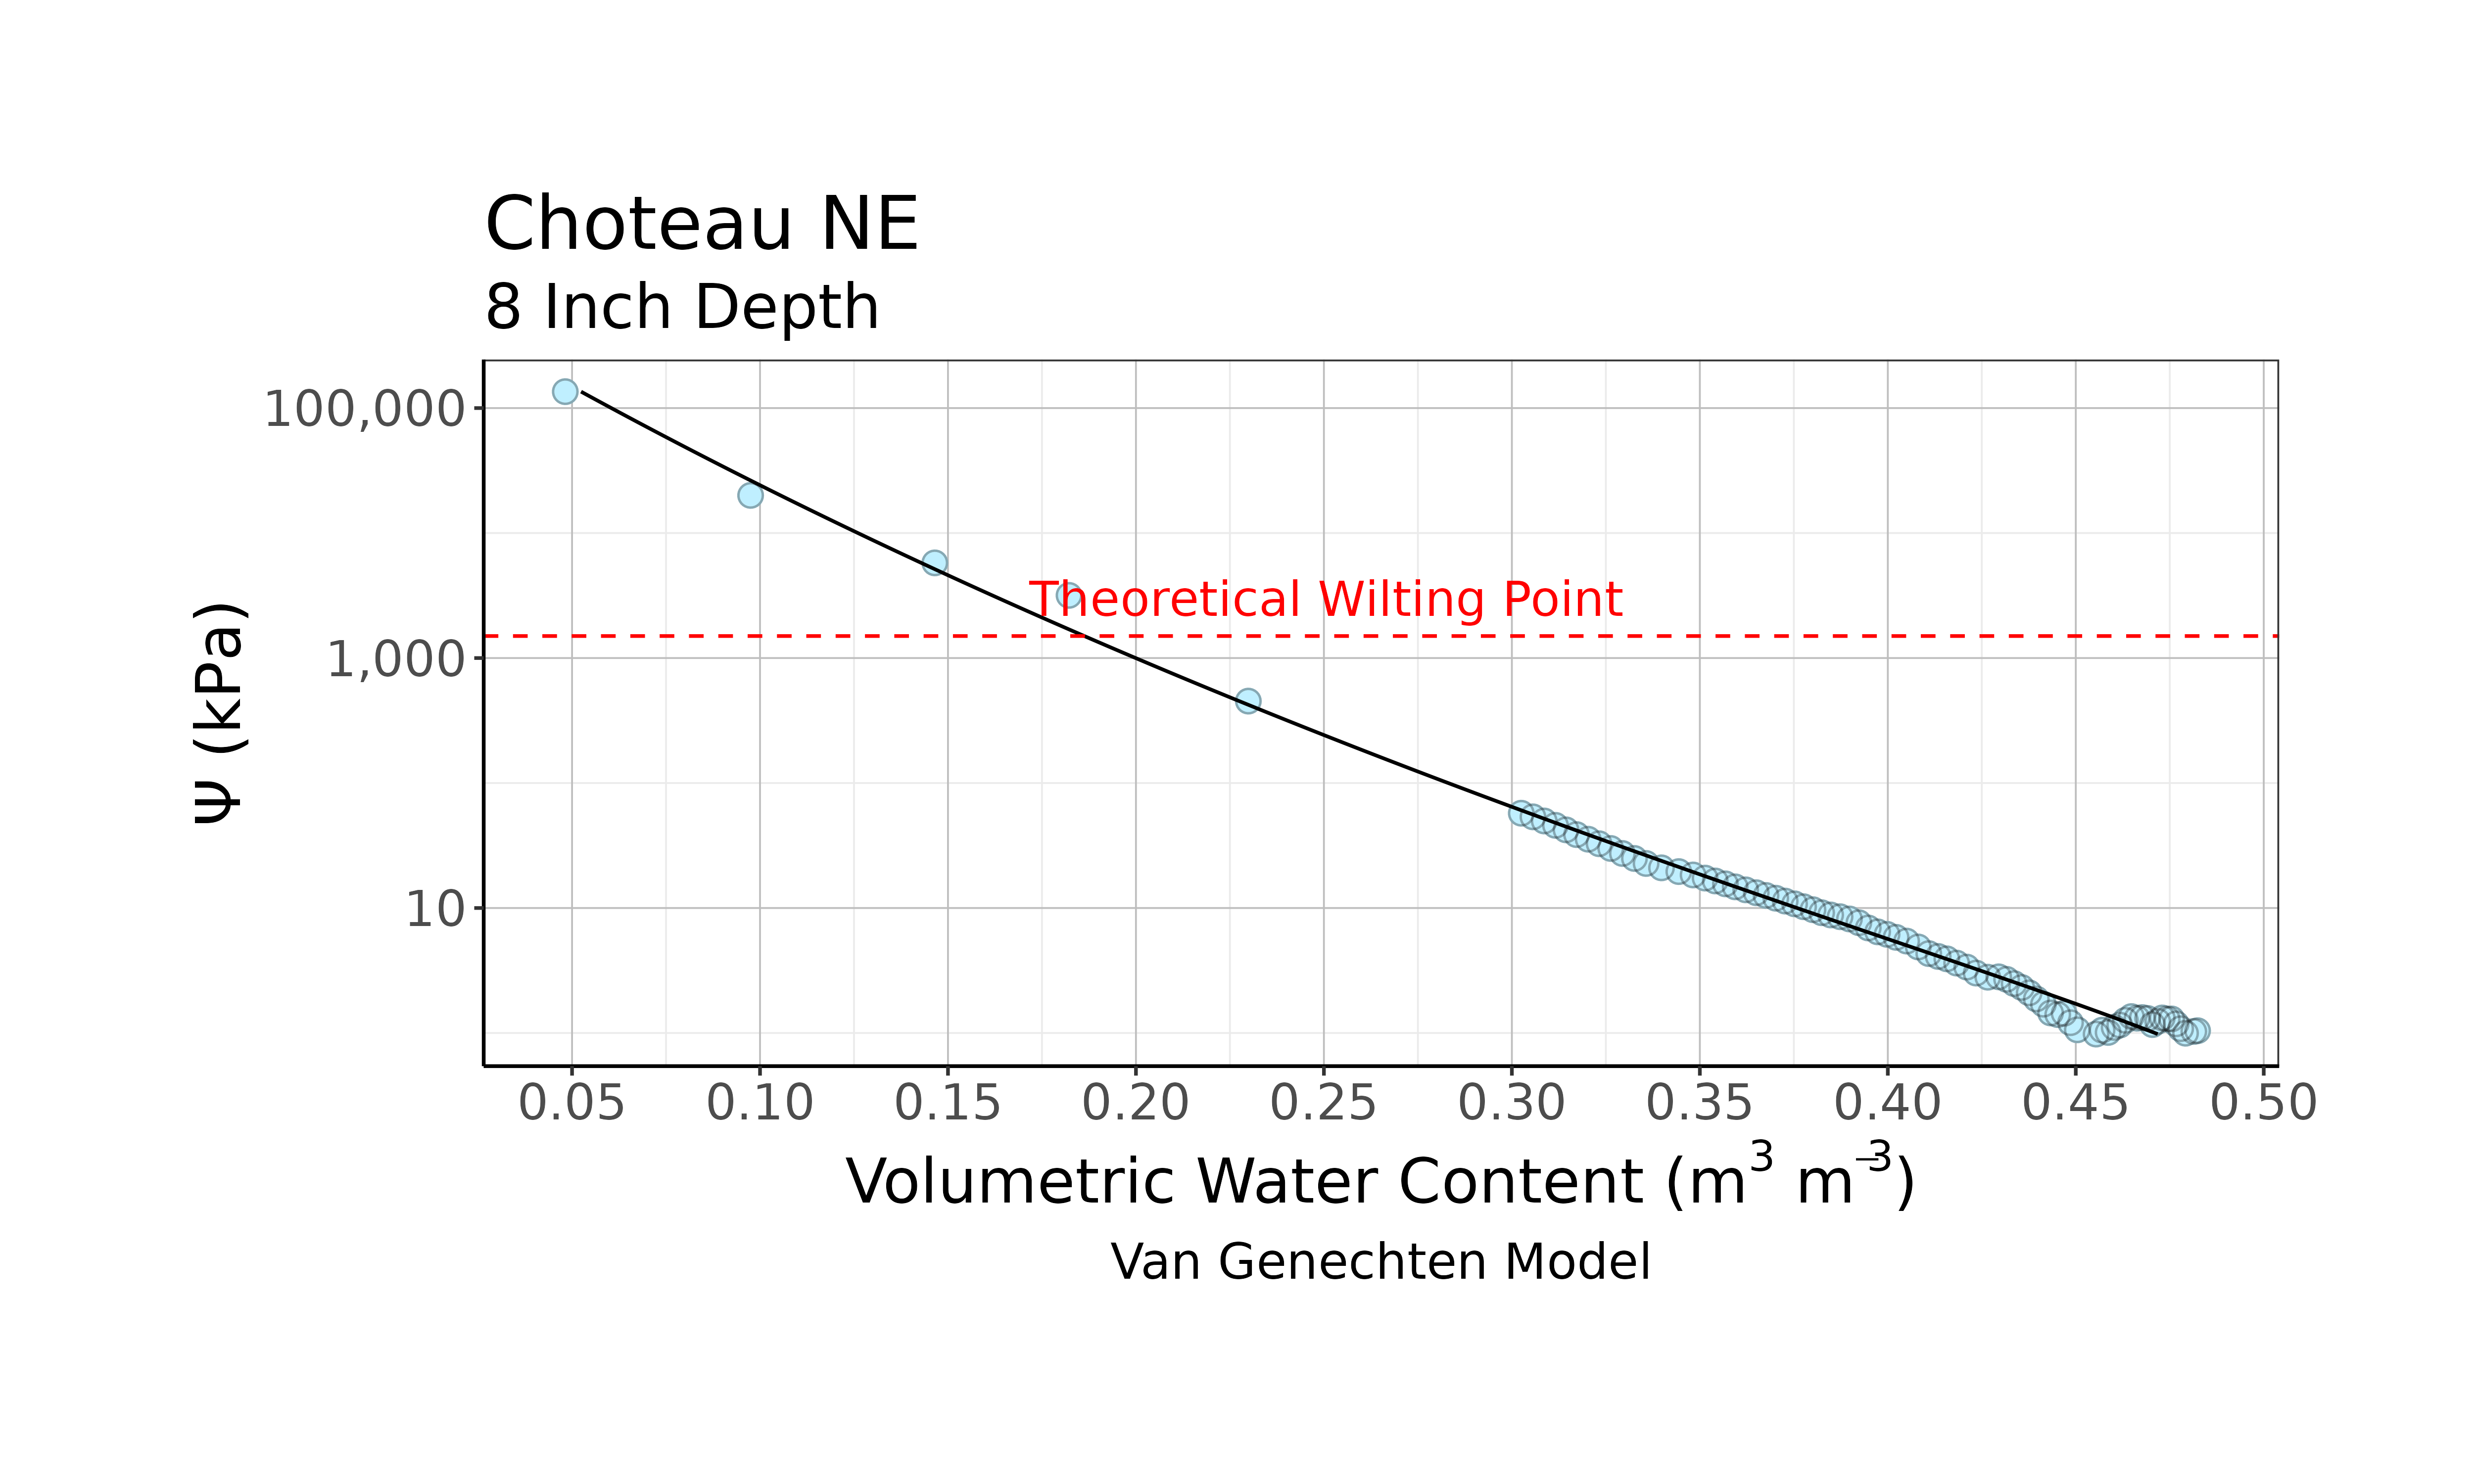 Choteau NE
8 Inch Depth
100,000
1,000
10
Ψ (kPa)
Theoretical Wilting Point
0.05 0.10 0.15 0.20 0.25 0.30 0.35 0.40 0.45 0.50
Volumetric Water Content (m³ m⁻³)
Van Genechten Model